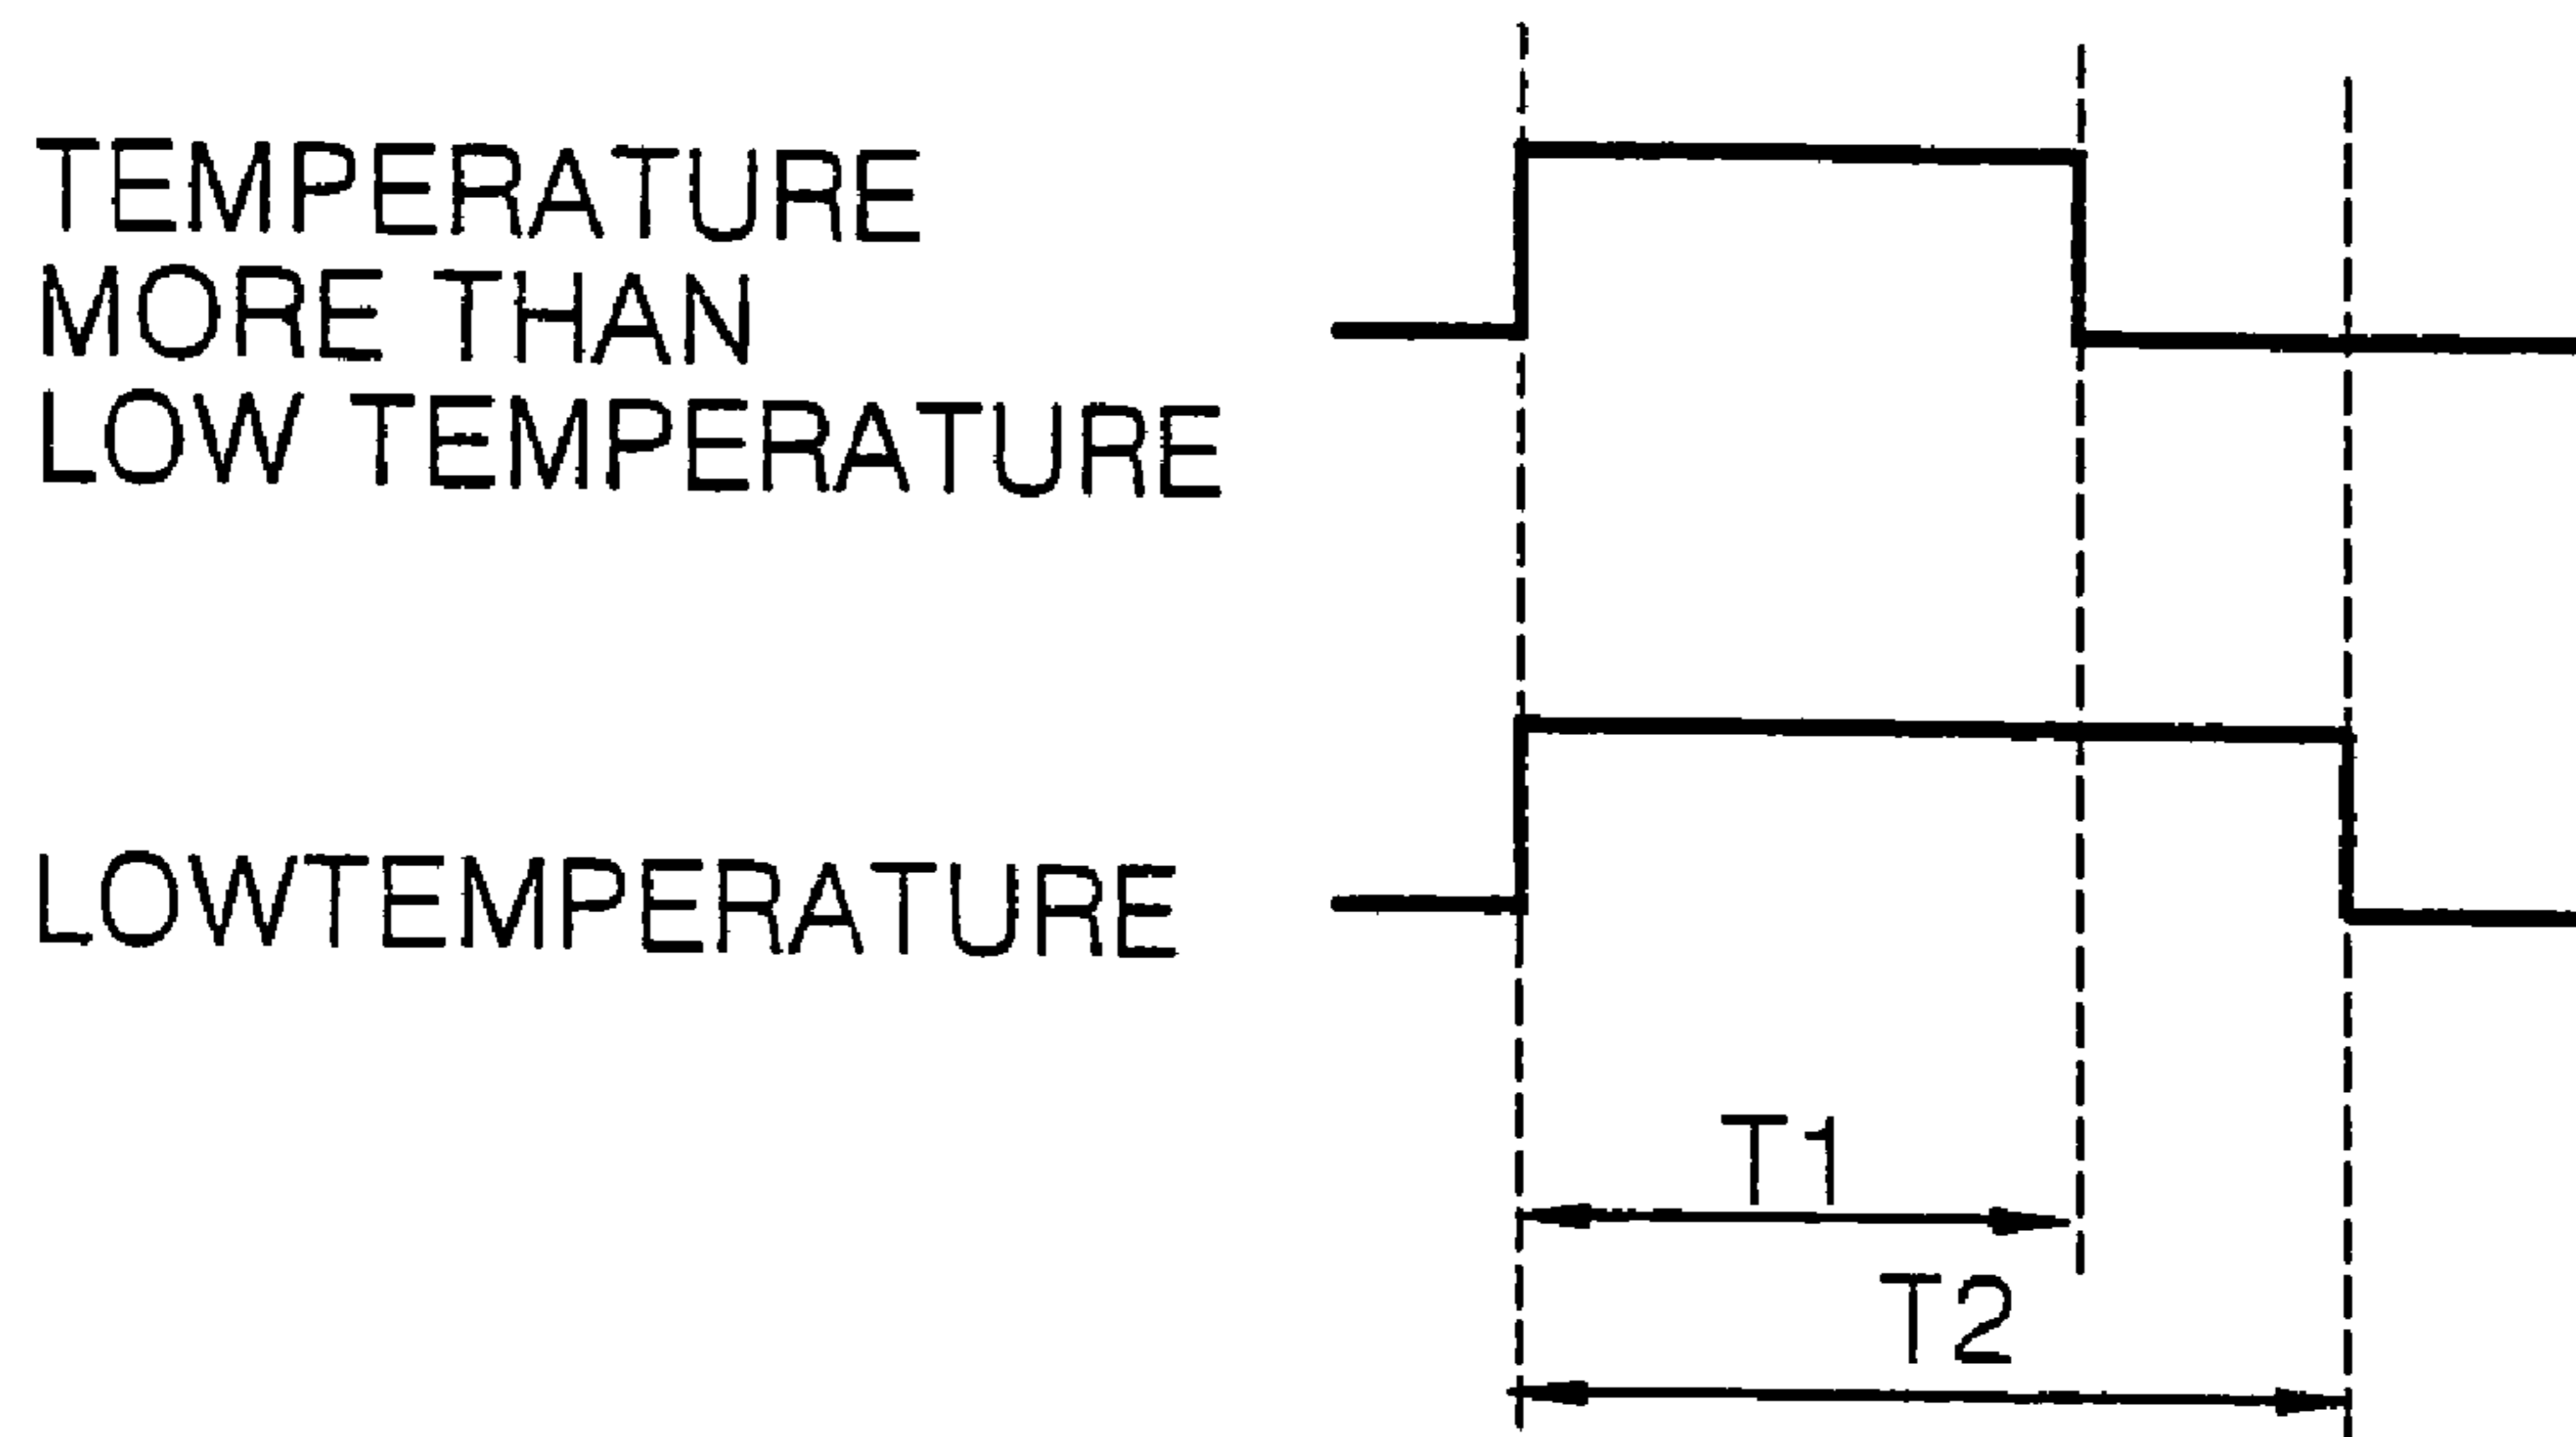 TEMPERATURE
MORE THAN
LOW TEMPERATURE
LOWTEMPERATURE
T1
T2